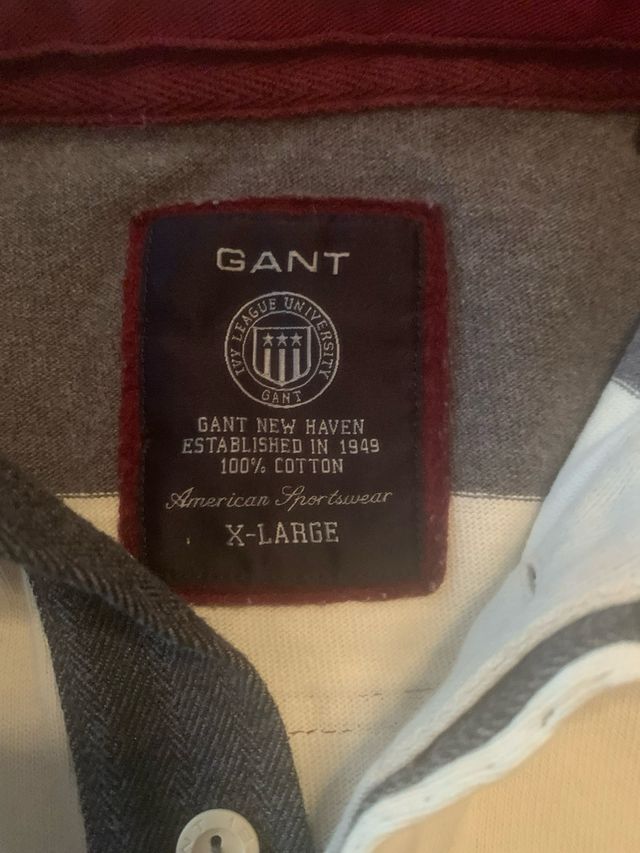 GANT
IVY LEAGUE UNIVERSITY
GANT
GANT NEW HAVEN
ESTABLISHED IN 1949
100% COTTON
American Sportswear
X-LARGE